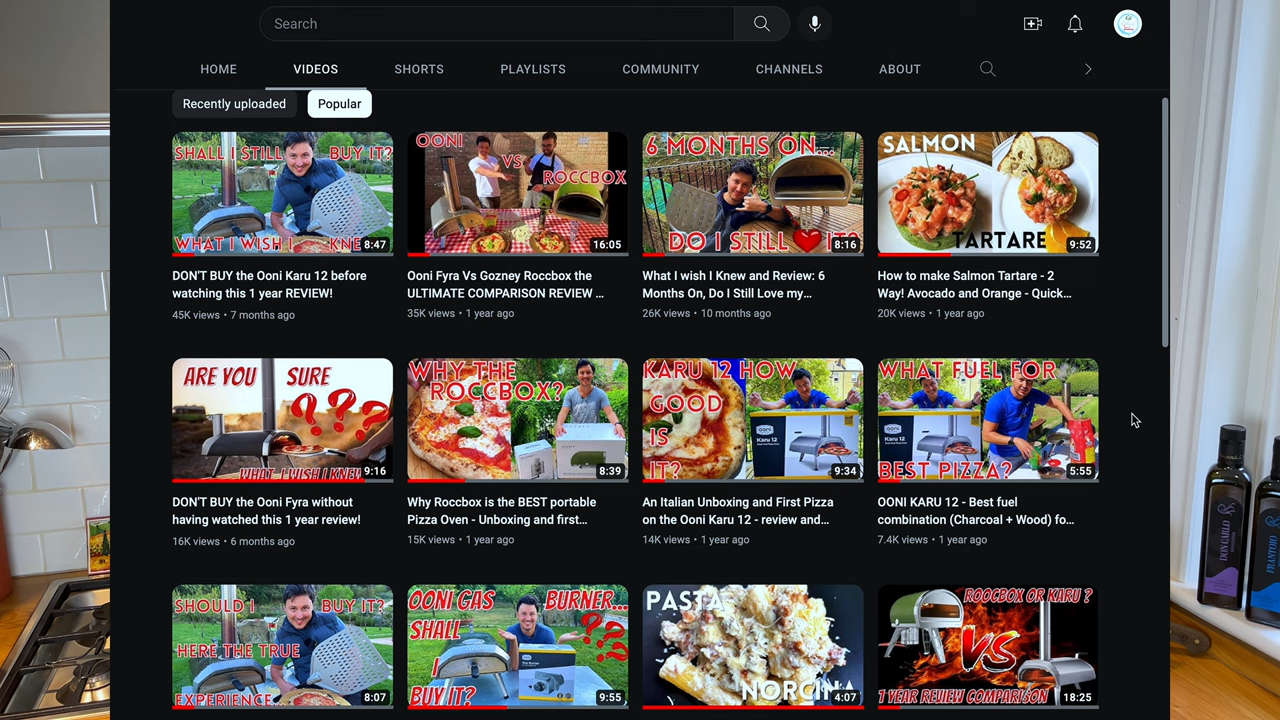 Search
HOME
VIDEOS
SHORTS
PLAYLISTS
COMMUNITY
CHANNELS
ABOUT
Recently uploaded
Popular
SHALL I STILL BUY IT?
WHAT I WISH I KNE
8:47
DON'T BUY the Ooni Karu 12 before
watching this 1 year REVIEW!
45K views • 7 months ago
OONI
VS
ROCCBOX
16:05
Ooni Fyra Vs Gozney Roccbox the
ULTIMATE COMPARISON REVIEW ...
35K views • 1 year ago
6 MONTHS ON...
DO I STILL IT?
8:16
What I wish I Knew and Review: 6
Months On, Do I Still Love my...
26K views • 10 months ago
SALMON
TARTARE
9:52
How to make Salmon Tartare - 2
Way! Avocado and Orange - Quick...
20K views • 1 year ago
ARE YOU SURE
???
WHAT I WISH I KNEW
9:16
DON'T BUY the Ooni Fyra without
having watched this 1 year review!
16K views • 6 months ago
WHY THE
ROCCBOX?
8:39
Why Roccbox is the BEST portable
Pizza Oven - Unboxing and first...
15K views • 1 year ago
KARU 12 HOW
GOOD
IS
IT?
ooni
Karu 12
9:34
An Italian Unboxing and First Pizza
on the Ooni Karu 12 - review and...
14K views • 1 year ago
WHAT FUEL FOR
ooni
Karu 12
BEST PIZZA?
5:55
OONI KARU 12 - Best fuel
combination (Charcoal + Wood) fo...
7.4K views • 1 year ago
SHOULD I BUY IT?
HERE THE TRUE
EXPERIENCE...
8:07
OONI GAS BURNER...
SHALL ??
I
BUY IT?
9:55
PASTA
NORCINA
4:07
ROOCBOX OR KARU ?
VS
1 YEAR REVIEW COMPARISON
18:25
DON CARLO
FRANTOIO